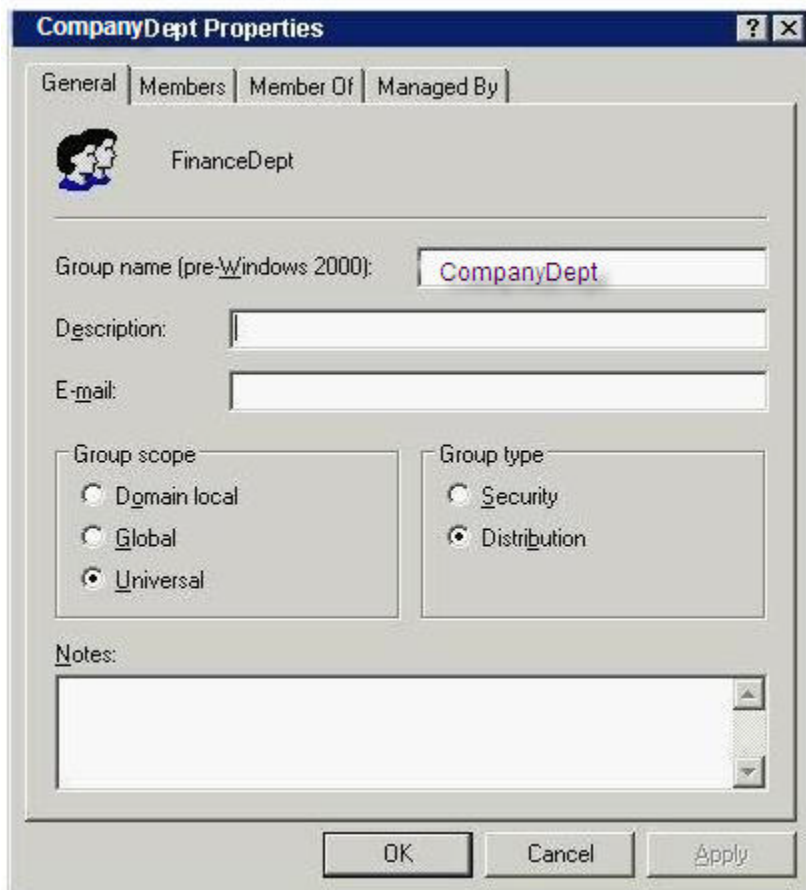 CompanyDept Properties
General Members Member Of Managed By
FinanceDept
Group name (pre-Windows 2000): CompanyDept
Description:
E-mail:
Group scope
Domain local
Global
Universal
Group type
Security
Distribution
Notes:
OK Cancel Apply